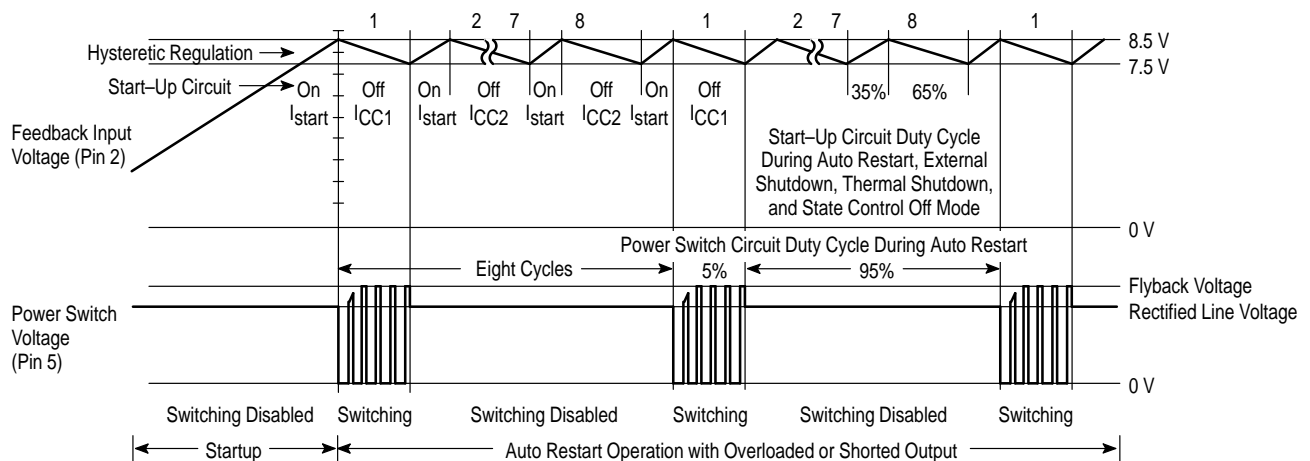 1 2 7 8 1 2 7 8 1
Hysteretic Regulation
8.5 V
7.5 V
Start–Up Circuit
On Off On Off On Off On Off
35% 65%
Istart ICC1 Istart ICC2 Istart ICC2 Istart ICC1
Feedback Input
Voltage (Pin 2)
Start–Up Circuit Duty Cycle
During Auto Restart, External
Shutdown, Thermal Shutdown,
and State Control Off Mode
0 V
Power Switch Circuit Duty Cycle During Auto Restart
Eight Cycles 5% 95%
Flyback Voltage
Rectified Line Voltage
Power Switch
Voltage
(Pin 5)
0 V
Switching Disabled Switching Switching Disabled Switching Switching Disabled Switching
Startup Auto Restart Operation with Overloaded or Shorted Output